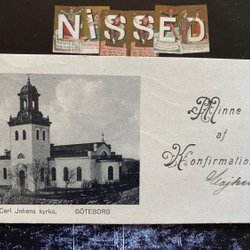 NiSSED
Minne
af
Konfirmation
Carl Johans kyrka, GÖTEBORG